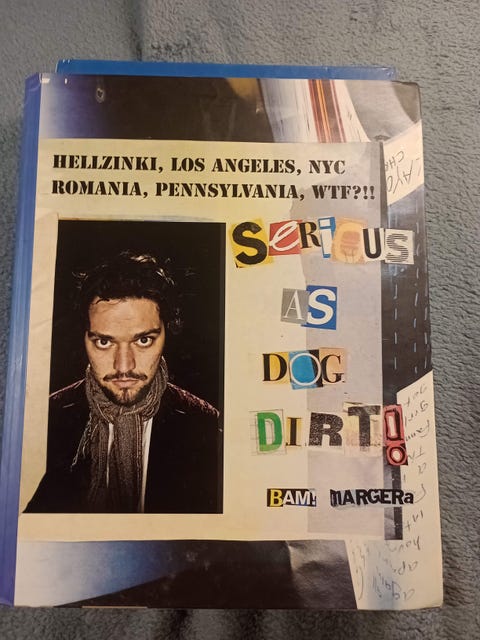 HELLZINKI, LOS ANGELES, NYC
ROMANIA, PENNSYLVANIA, WTF?!!
SERIOUS
AS
DOG
DIRT!
BAM! MARGERa